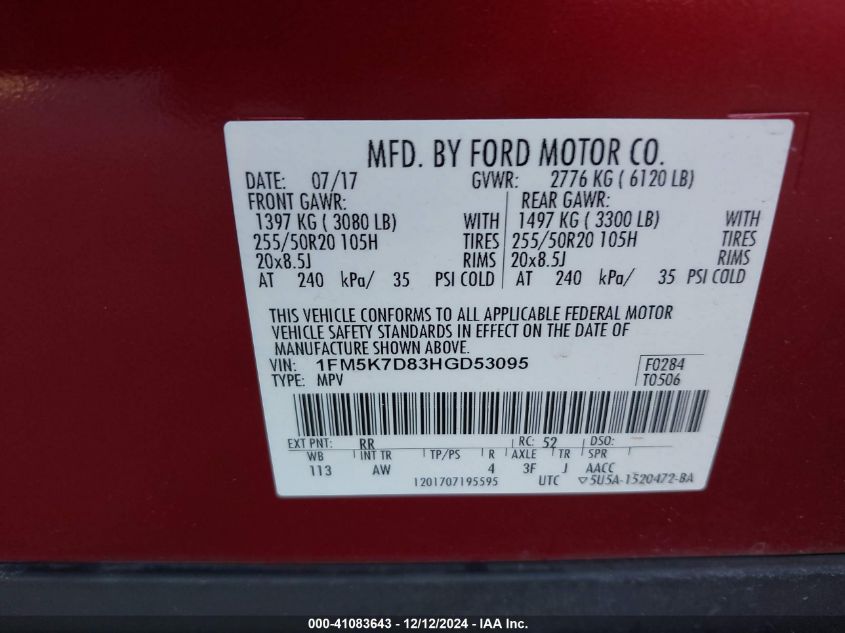 MFD. BY FORD MOTOR CO.
DATE: 07/17 GVWR: 2776 KG ( 6120 LB)
FRONT GAWR: REAR GAWR:
1397 KG ( 3080 LB) WITH 1497 KG ( 3300 LB) WITH
255/50R20 105H TIRES 255/50R20 105H TIRES
20x8.5J RIMS 20x8.5J RIMS
AT 240 kPa/ 35 PSI COLD AT 240 kPa/ 35 PSI COLD
THIS VEHICLE CONFORMS TO ALL APPLICABLE FEDERAL MOTOR
VEHICLE SAFETY STANDARDS IN EFFECT ON THE DATE OF
MANUFACTURE SHOWN ABOVE.
VIN: 1FM5K7D83HGD53095 F0284
TYPE: MPV T0506
EXT PNT: RR RC: 52 DSO:
WB INT TR TP/PS R AXLE TR SPR
113 AW 4 3F J AACC
1201707195595 UTC ▽5U5A-1520472-BA
000-41083643 - 12/12/2024 - IAA Inc.